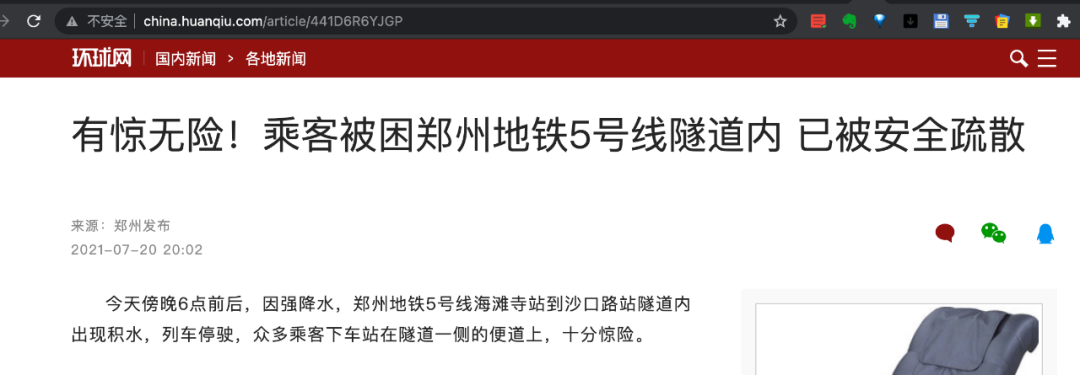 不安全 | china.huanqiu.com/article/441D6R6YJGP
环球网 国内新闻 > 各地新闻
有惊无险！乘客被困郑州地铁5号线隧道内 已被安全疏散
来源：郑州发布
2021-07-20 20:02
今天傍晚6点前后，因强降水，郑州地铁5号线海滩寺站到沙口路站隧道内
出现积水，列车停驶，众多乘客下车站在隧道一侧的便道上，十分惊险。